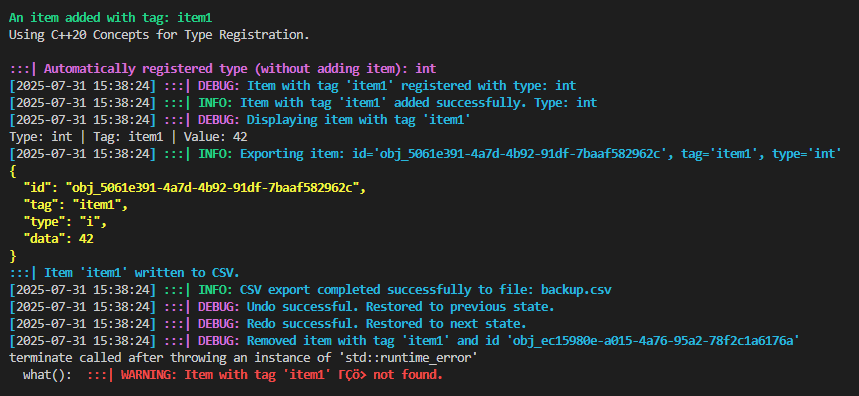 An item added with tag: item1
Using C++20 Concepts for Type Registration.
:::| Automatically registered type (without adding item): int
[2025-07-31 15:38:24] :::| DEBUG: Item with tag 'item1' registered with type: int
[2025-07-31 15:38:24] :::| INFO: Item with tag 'item1' added successfully. Type: int
[2025-07-31 15:38:24] :::| DEBUG: Displaying item with tag 'item1'
Type: int | Tag: item1 | Value: 42
[2025-07-31 15:38:24] :::| INFO: Exporting item: id='obj_5061e391-4a7d-4b92-91df-7baaf582962c', tag='item1', type='int'
{
  "id": "obj_5061e391-4a7d-4b92-91df-7baaf582962c",
  "tag": "item1",
  "type": "i",
  "data": 42
}
:::| Item 'item1' written to CSV.
[2025-07-31 15:38:24] :::| INFO: CSV export completed successfully to file: backup.csv
[2025-07-31 15:38:24] :::| DEBUG: Undo successful. Restored to previous state.
[2025-07-31 15:38:24] :::| DEBUG: Redo successful. Restored to next state.
[2025-07-31 15:38:24] :::| DEBUG: Removed item with tag 'item1' and id 'obj_ec15980e-a015-4a76-95a2-78f2c1a6176a'
terminate called after throwing an instance of 'std::runtime_error'
  what():  :::| WARNING: Item with tag 'item1' ΓÇö> not found.